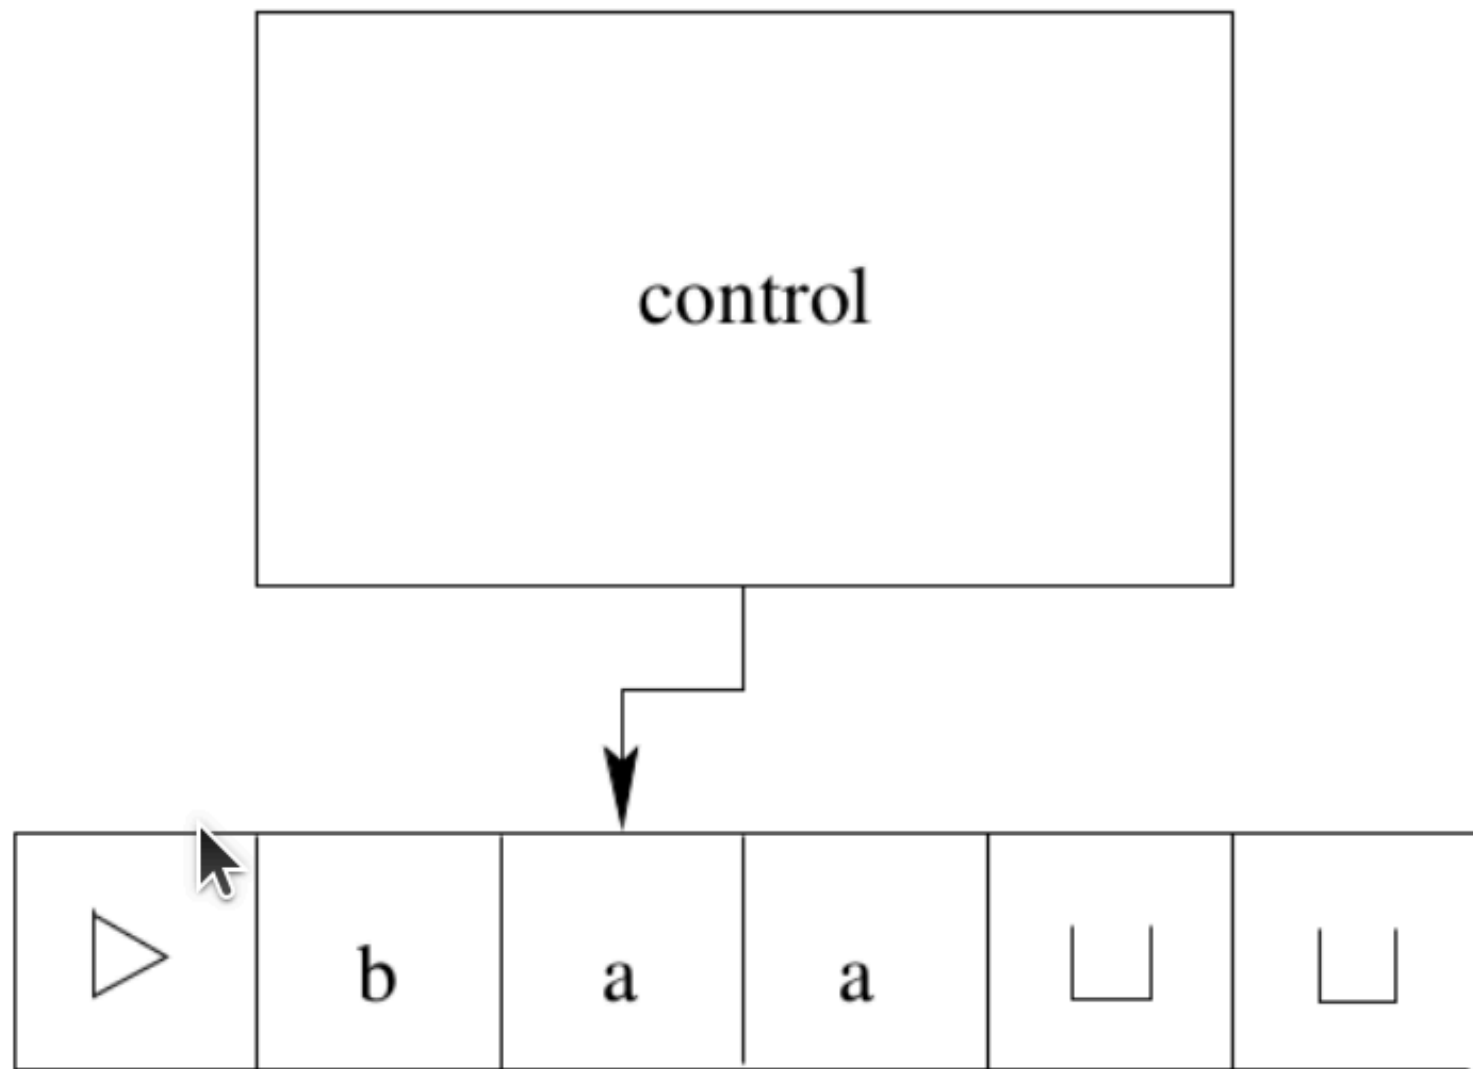 control
▷ b a a ⊔ ⊔